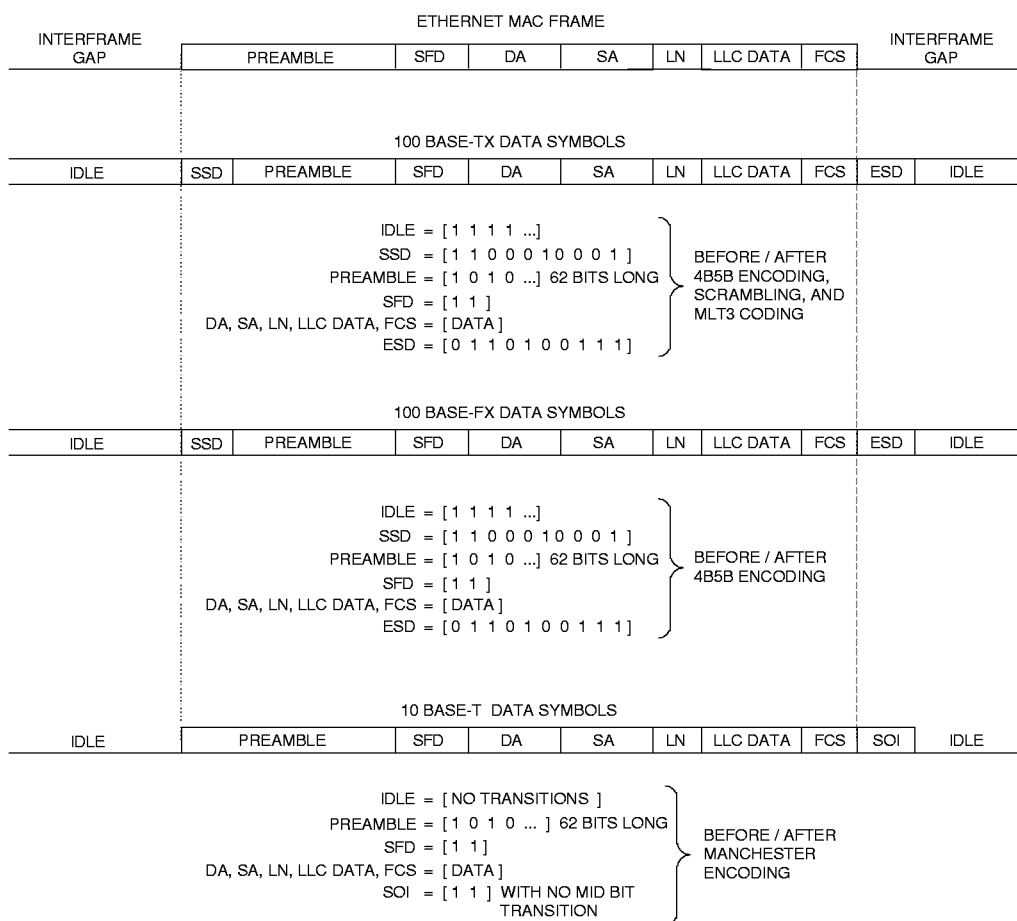 ETHERNET MAC FRAME
INTERFRAME GAP
PREAMBLE SFD DA SA LN LLC DATA FCS
INTERFRAME GAP
100 BASE-TX DATA SYMBOLS
IDLE SSD PREAMBLE SFD DA SA LN LLC DATA FCS ESD IDLE
IDLE = [ 1 1 1 1 ...]
SSD = [ 1 1 0 0 0 1 0 0 0 1 ]
PREAMBLE = [ 1 0 1 0 ...] 62 BITS LONG
SFD = [ 1 1 ]
DA, SA, LN, LLC DATA, FCS = [ DATA ]
ESD = [ 0 1 1 0 1 0 0 1 1 1 ]
BEFORE / AFTER
4B5B ENCODING,
SCRAMBLING, AND
MLT3 CODING
100 BASE-FX DATA SYMBOLS
IDLE SSD PREAMBLE SFD DA SA LN LLC DATA FCS ESD IDLE
IDLE = [ 1 1 1 1 ...]
SSD = [ 1 1 0 0 0 1 0 0 0 1 ]
PREAMBLE = [ 1 0 1 0 ...] 62 BITS LONG
SFD = [ 1 1 ]
DA, SA, LN, LLC DATA, FCS = [ DATA ]
ESD = [ 0 1 1 0 1 0 0 1 1 1 ]
BEFORE / AFTER
4B5B ENCODING
10 BASE-T DATA SYMBOLS
IDLE PREAMBLE SFD DA SA LN LLC DATA FCS SOI IDLE
IDLE = [ NO TRANSITIONS ]
PREAMBLE = [ 1 0 1 0 ... ] 62 BITS LONG
SFD = [ 1 1 ]
DA, SA, LN, LLC DATA, FCS = [ DATA ]
SOI = [ 1 1 ] WITH NO MID BIT
TRANSITION
BEFORE / AFTER
MANCHESTER
ENCODING